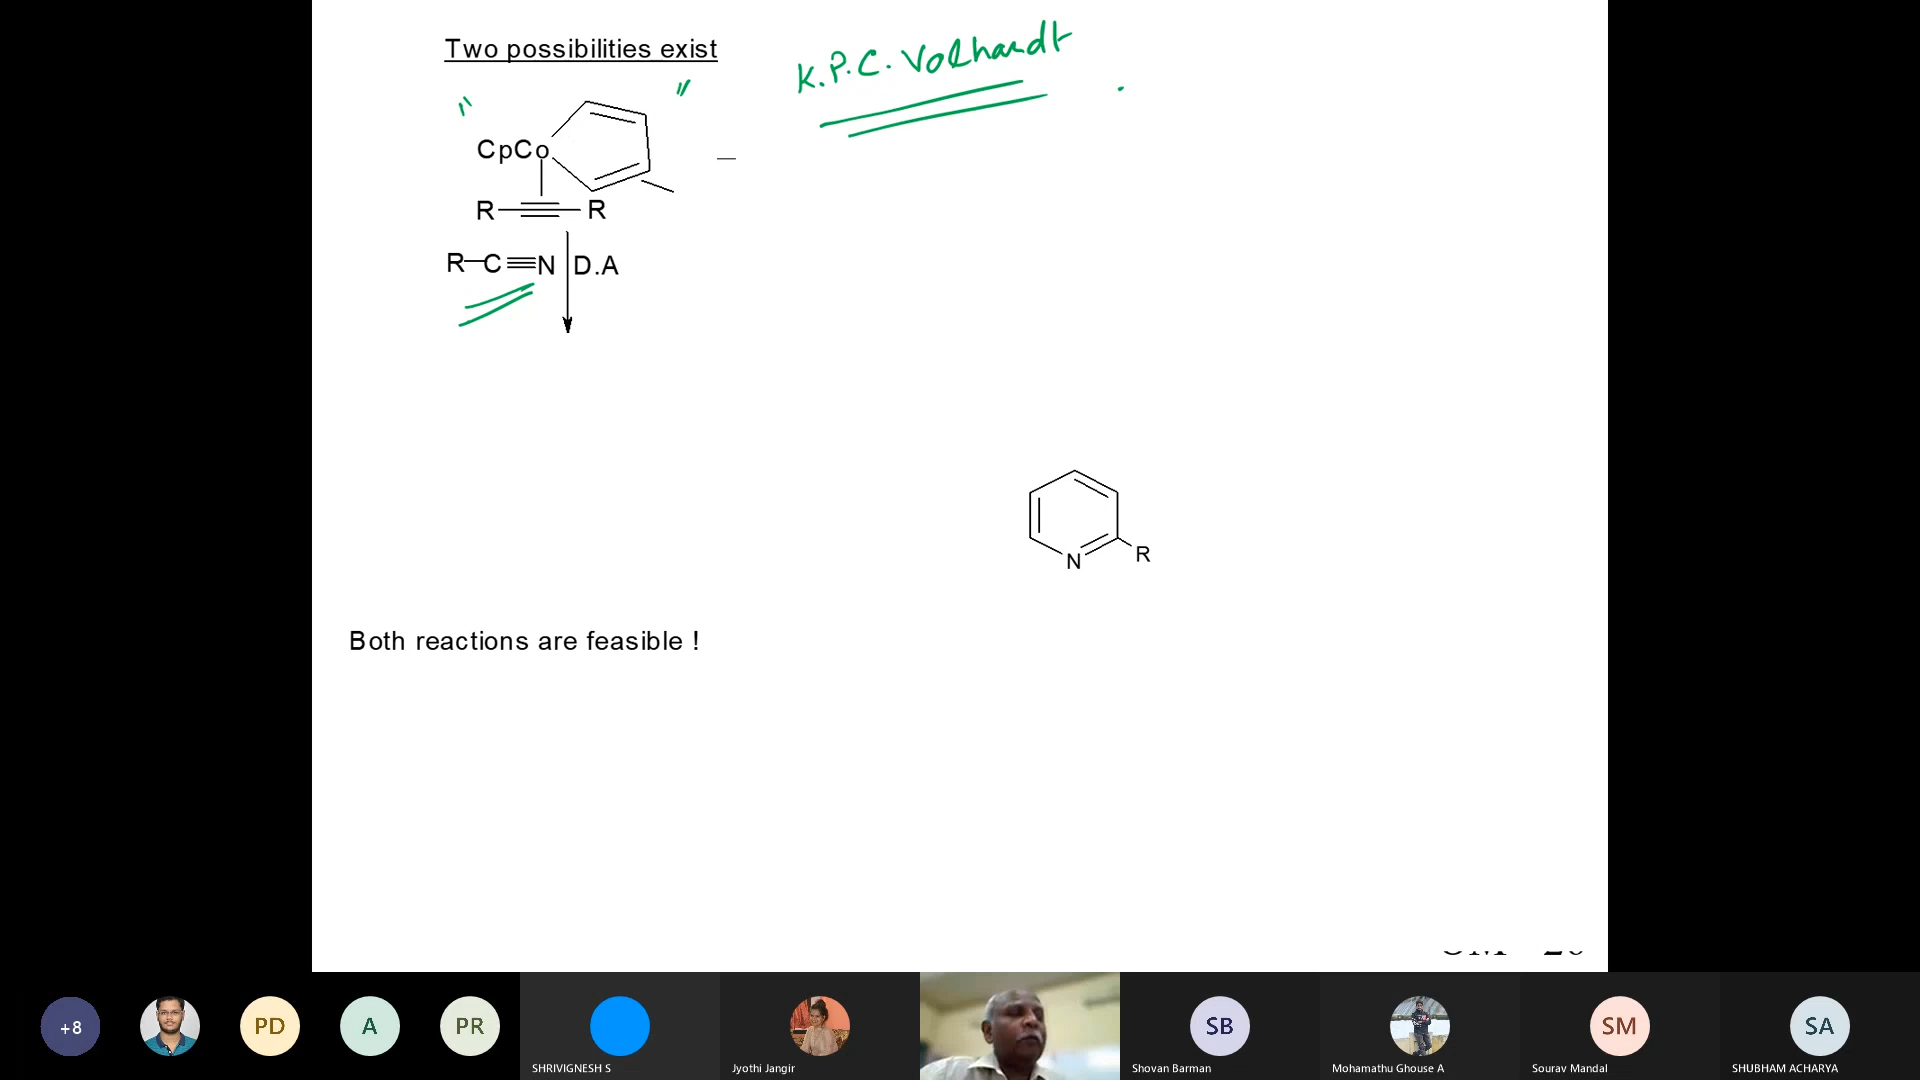 Two possibilities exist
K.P.C. Volhardt
" "
CpCo
R R
R C N D.A
N R
Both reactions are feasible !
+8
PD
A
PR
SB
SM
SA
SHRIVIGNESH S
Jyothi Jangir
Shovan Barman
Mohamathu Ghouse A
Sourav Mandal
SHUBHAM ACHARYA